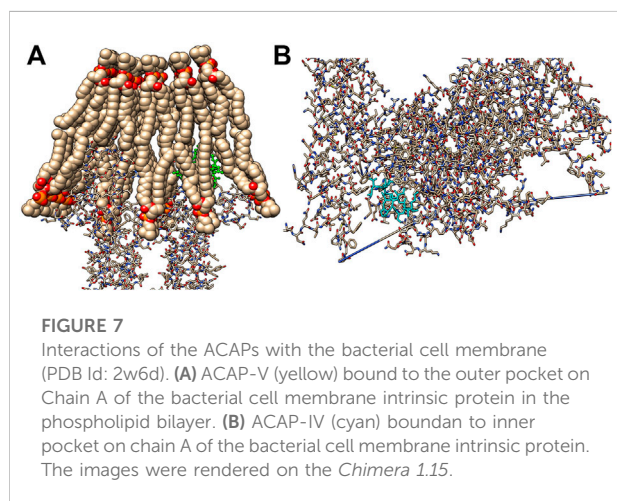 A
B
FIGURE 7
Interactions of the ACAPs with the bacterial cell membrane
(PDB Id: 2w6d). (A) ACAP-V (yellow) bound to the outer pocket on
Chain A of the bacterial cell membrane intrinsic protein in the
phospholipid bilayer. (B) ACAP-IV (cyan) boundan to inner
pocket on chain A of the bacterial cell membrane intrinsic protein.
The images were rendered on the Chimera 1.15.